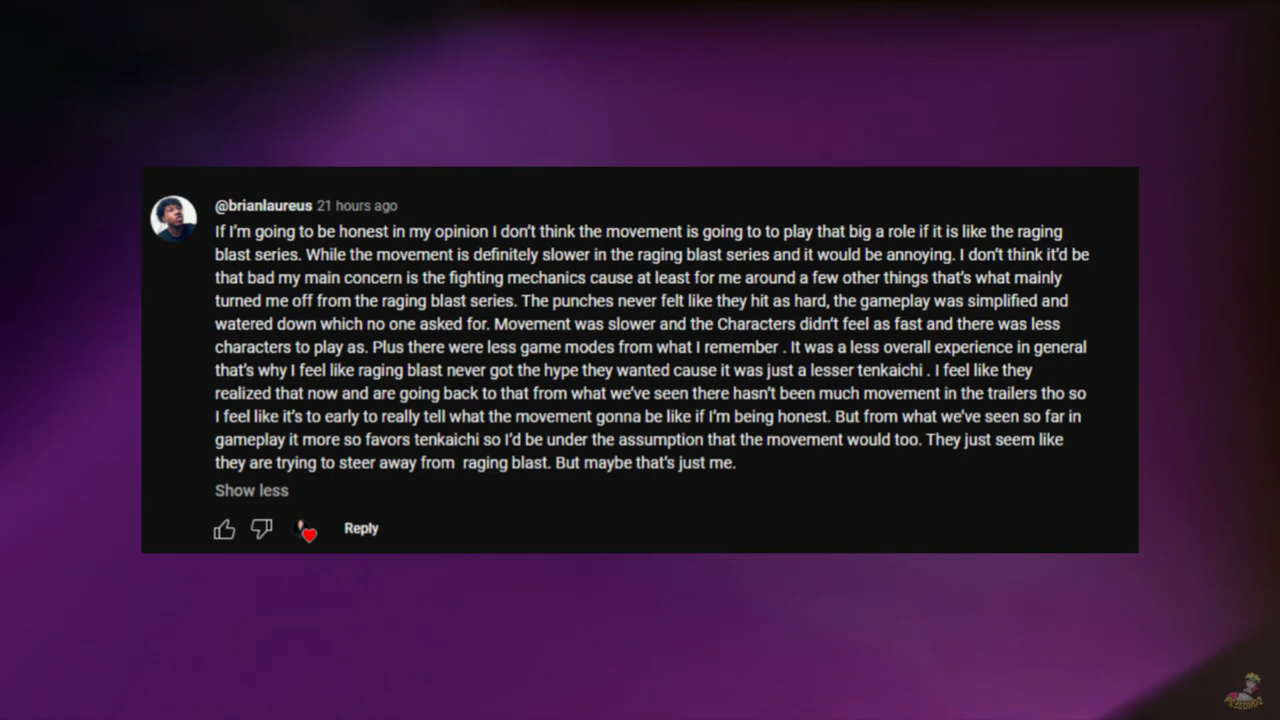 @brianlaureus 21 hours ago
If I'm going to be honest in my opinion I don't think the movement is going to to play that big a role if it is like the raging
blast series. While the movement is definitely slower in the raging blast series and it would be annoying. I don't think it'd be
that bad my main concern is the fighting mechanics cause at least for me around a few other things that's what mainly
turned me off from the raging blast series. The punches never felt like they hit as hard, the gameplay was simplified and
watered down which no one asked for. Movement was slower and the Characters didn't feel as fast and there was less
characters to play as. Plus there were less game modes from what I remember . It was a less overall experience in general
that's why I feel like raging blast never got the hype they wanted cause it was just a lesser tenkaichi . I feel like they
realized that now and are going back to that from what we've seen there hasn't been much movement in the trailers tho so
I feel like it's to early to really tell what the movement gonna be like if I'm being honest. But from what we've seen so far in
gameplay it more so favors tenkaichi so I'd be under the assumption that the movement would too. They just seem like
they are trying to steer away from  raging blast. But maybe that's just me.
Show less
Reply